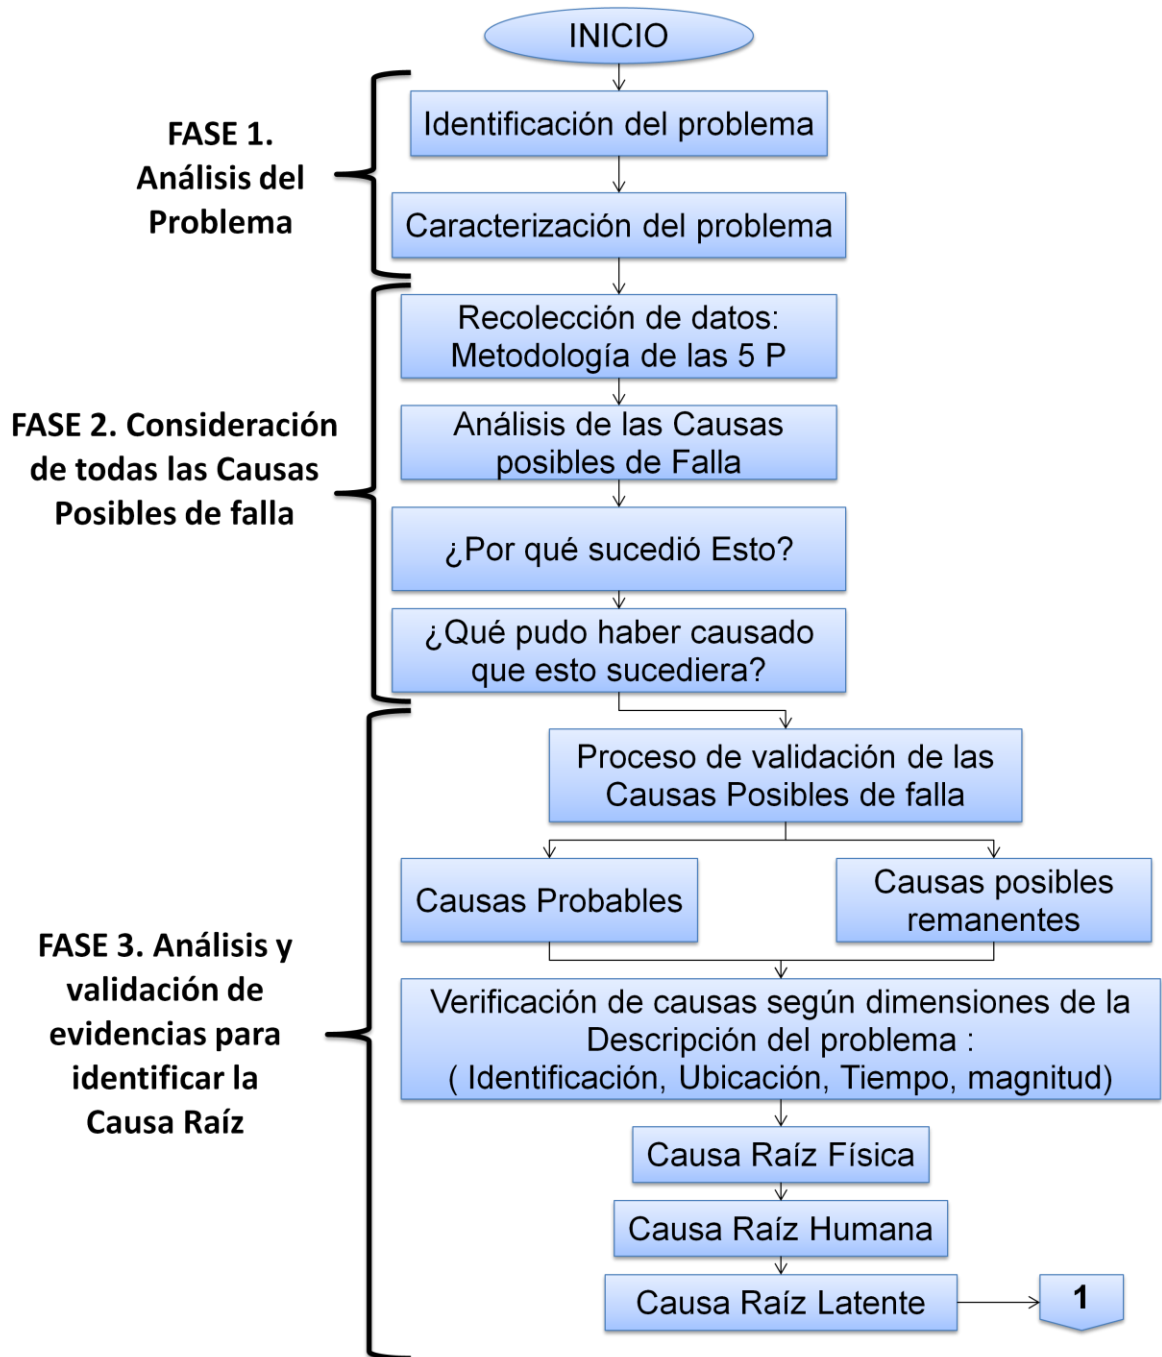 INICIO
FASE 1.
Análisis del
Problema
Identificación del problema
Caracterización del problema
FASE 2. Consideración
de todas las Causas
Posibles de falla
Recolección de datos:
Metodología de las 5 P
Análisis de las Causas
posibles de Falla
¿Por qué sucedió Esto?
¿Qué pudo haber causado
que esto sucediera?
FASE 3. Análisis y
validación de
evidencias para
identificar la
Causa Raíz
Proceso de validación de las
Causas Posibles de falla
Causas Probables
Causas posibles
remanentes
Verificación de causas según dimensiones de la
Descripción del problema :
( Identificación, Ubicación, Tiempo, magnitud)
Causa Raíz Física
Causa Raíz Humana
Causa Raíz Latente
1